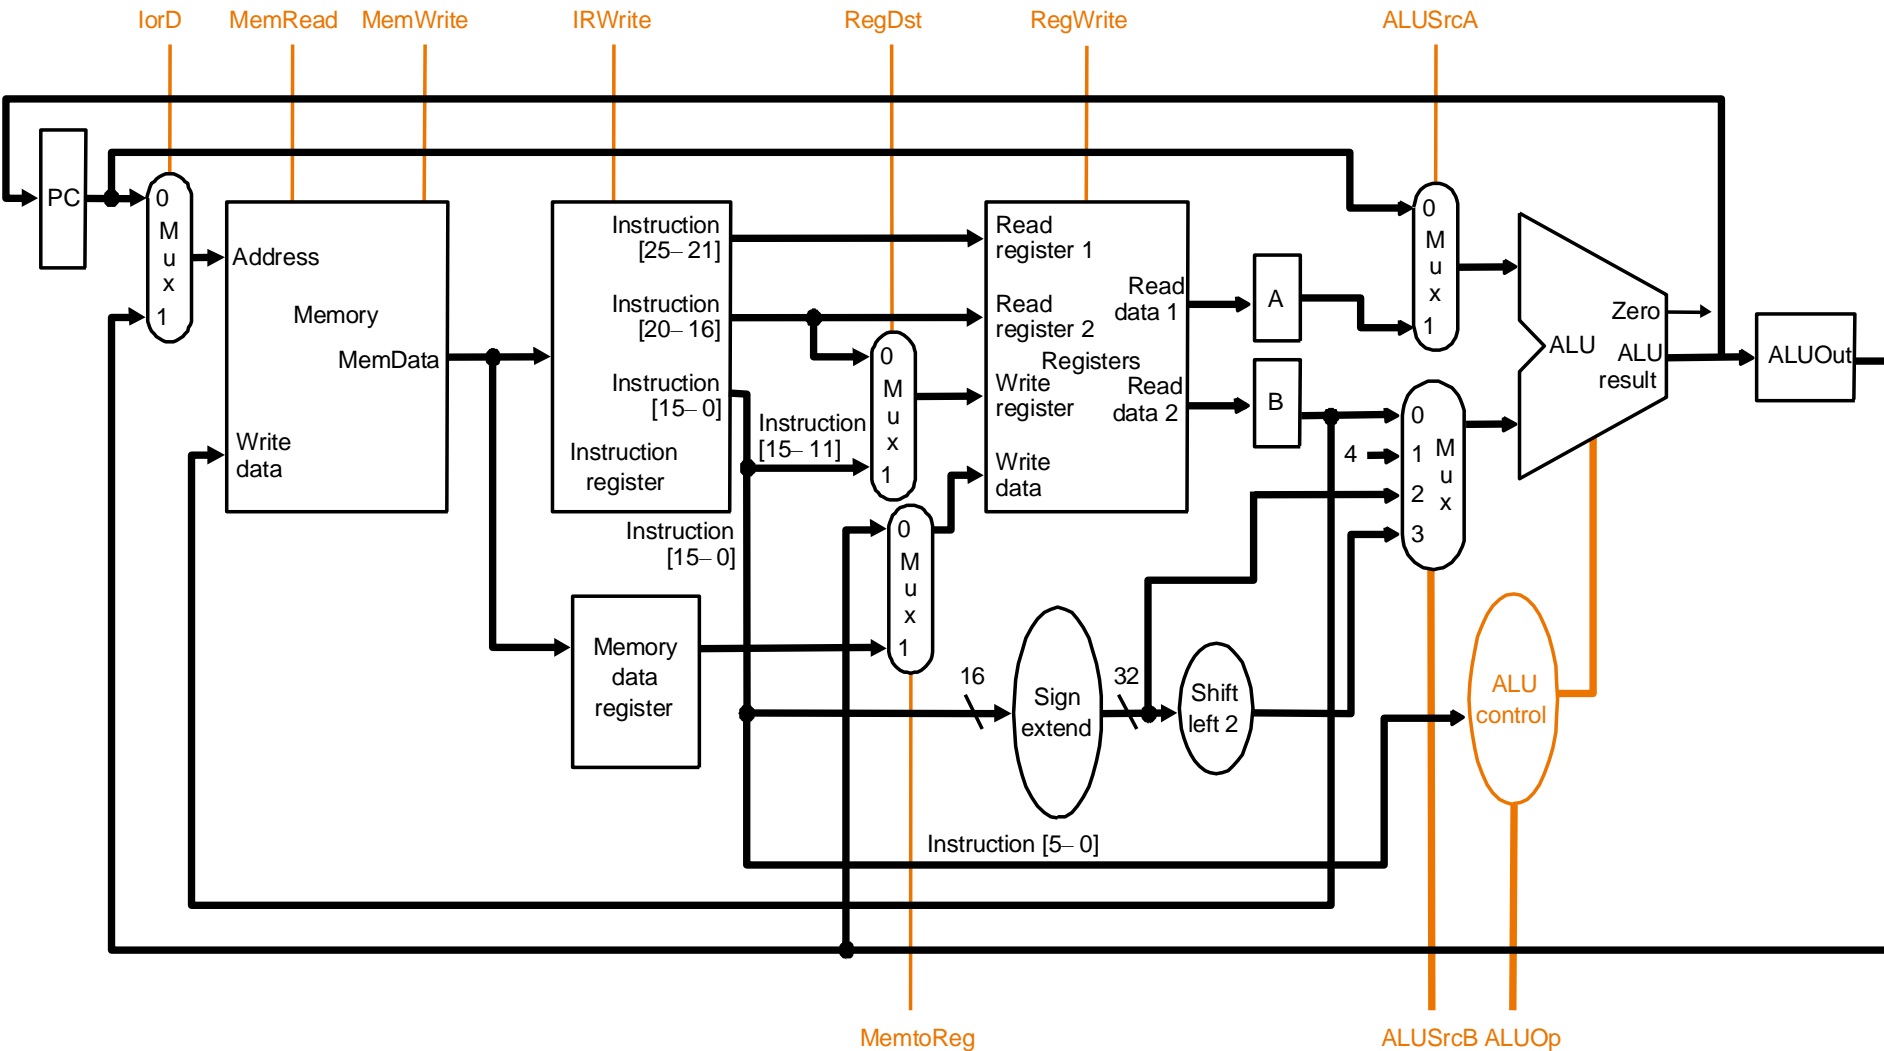 IorD
MemRead
MemWrite
IRWrite
RegDst
RegWrite
ALUSrcA
PC
0
M
u
x
1
Address
Memory
MemData
Write
data
Instruction
[25– 21]
Instruction
[20– 16]
Instruction
[15– 0]
Instruction
register
Instruction
[15– 0]
Instruction
[15– 11]
0
M
u
x
1
0
M
u
x
1
Memory
data
register
Read
register 1
Read
register 2
Registers
Write
register
Write
data
Read
data 1
Read
data 2
A
B
4
0
M
u
x
1
0
1
2
3
M
u
x
Zero
ALU
ALU
result
ALUOut
16
Sign
extend
32
Shift
left 2
ALU
control
Instruction [5– 0]
MemtoReg
ALUSrcB
ALUOp